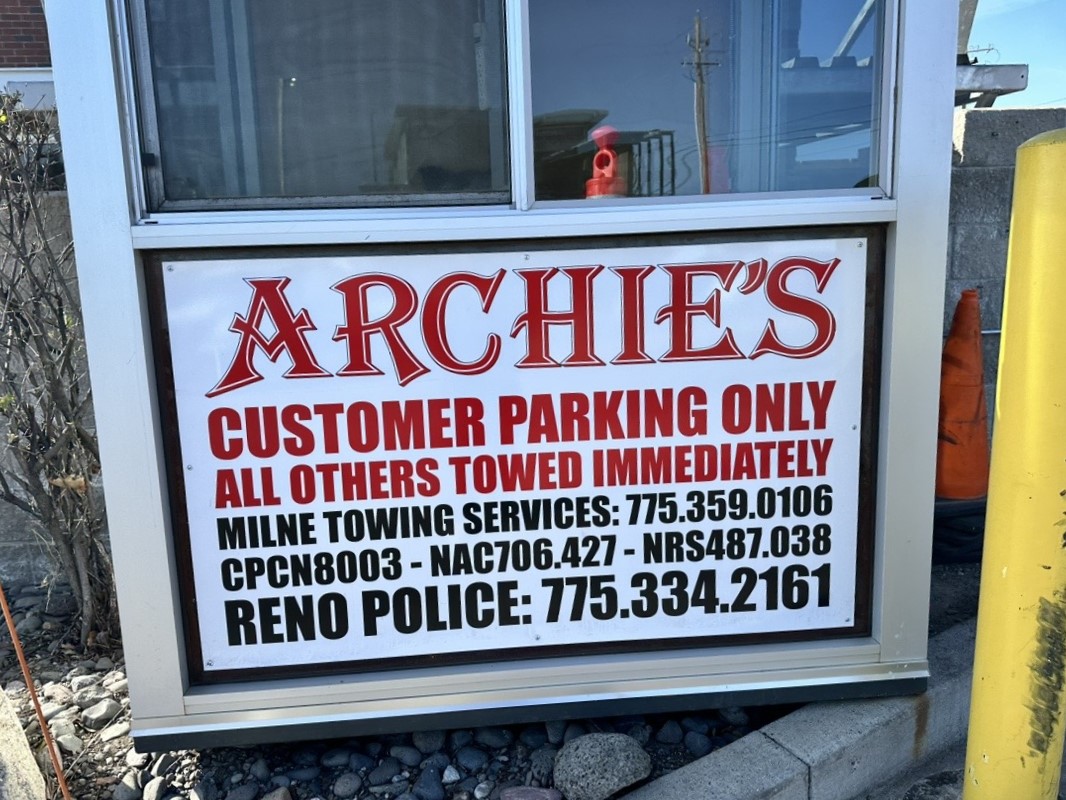 ARCHIE'S
CUSTOMER PARKING ONLY
ALL OTHERS TOWED IMMEDIATELY
MILNE TOWING SERVICES: 775.359.0106
CPCN8003 - NAC706.427 - NRS487.038
RENO POLICE: 775.334.2161